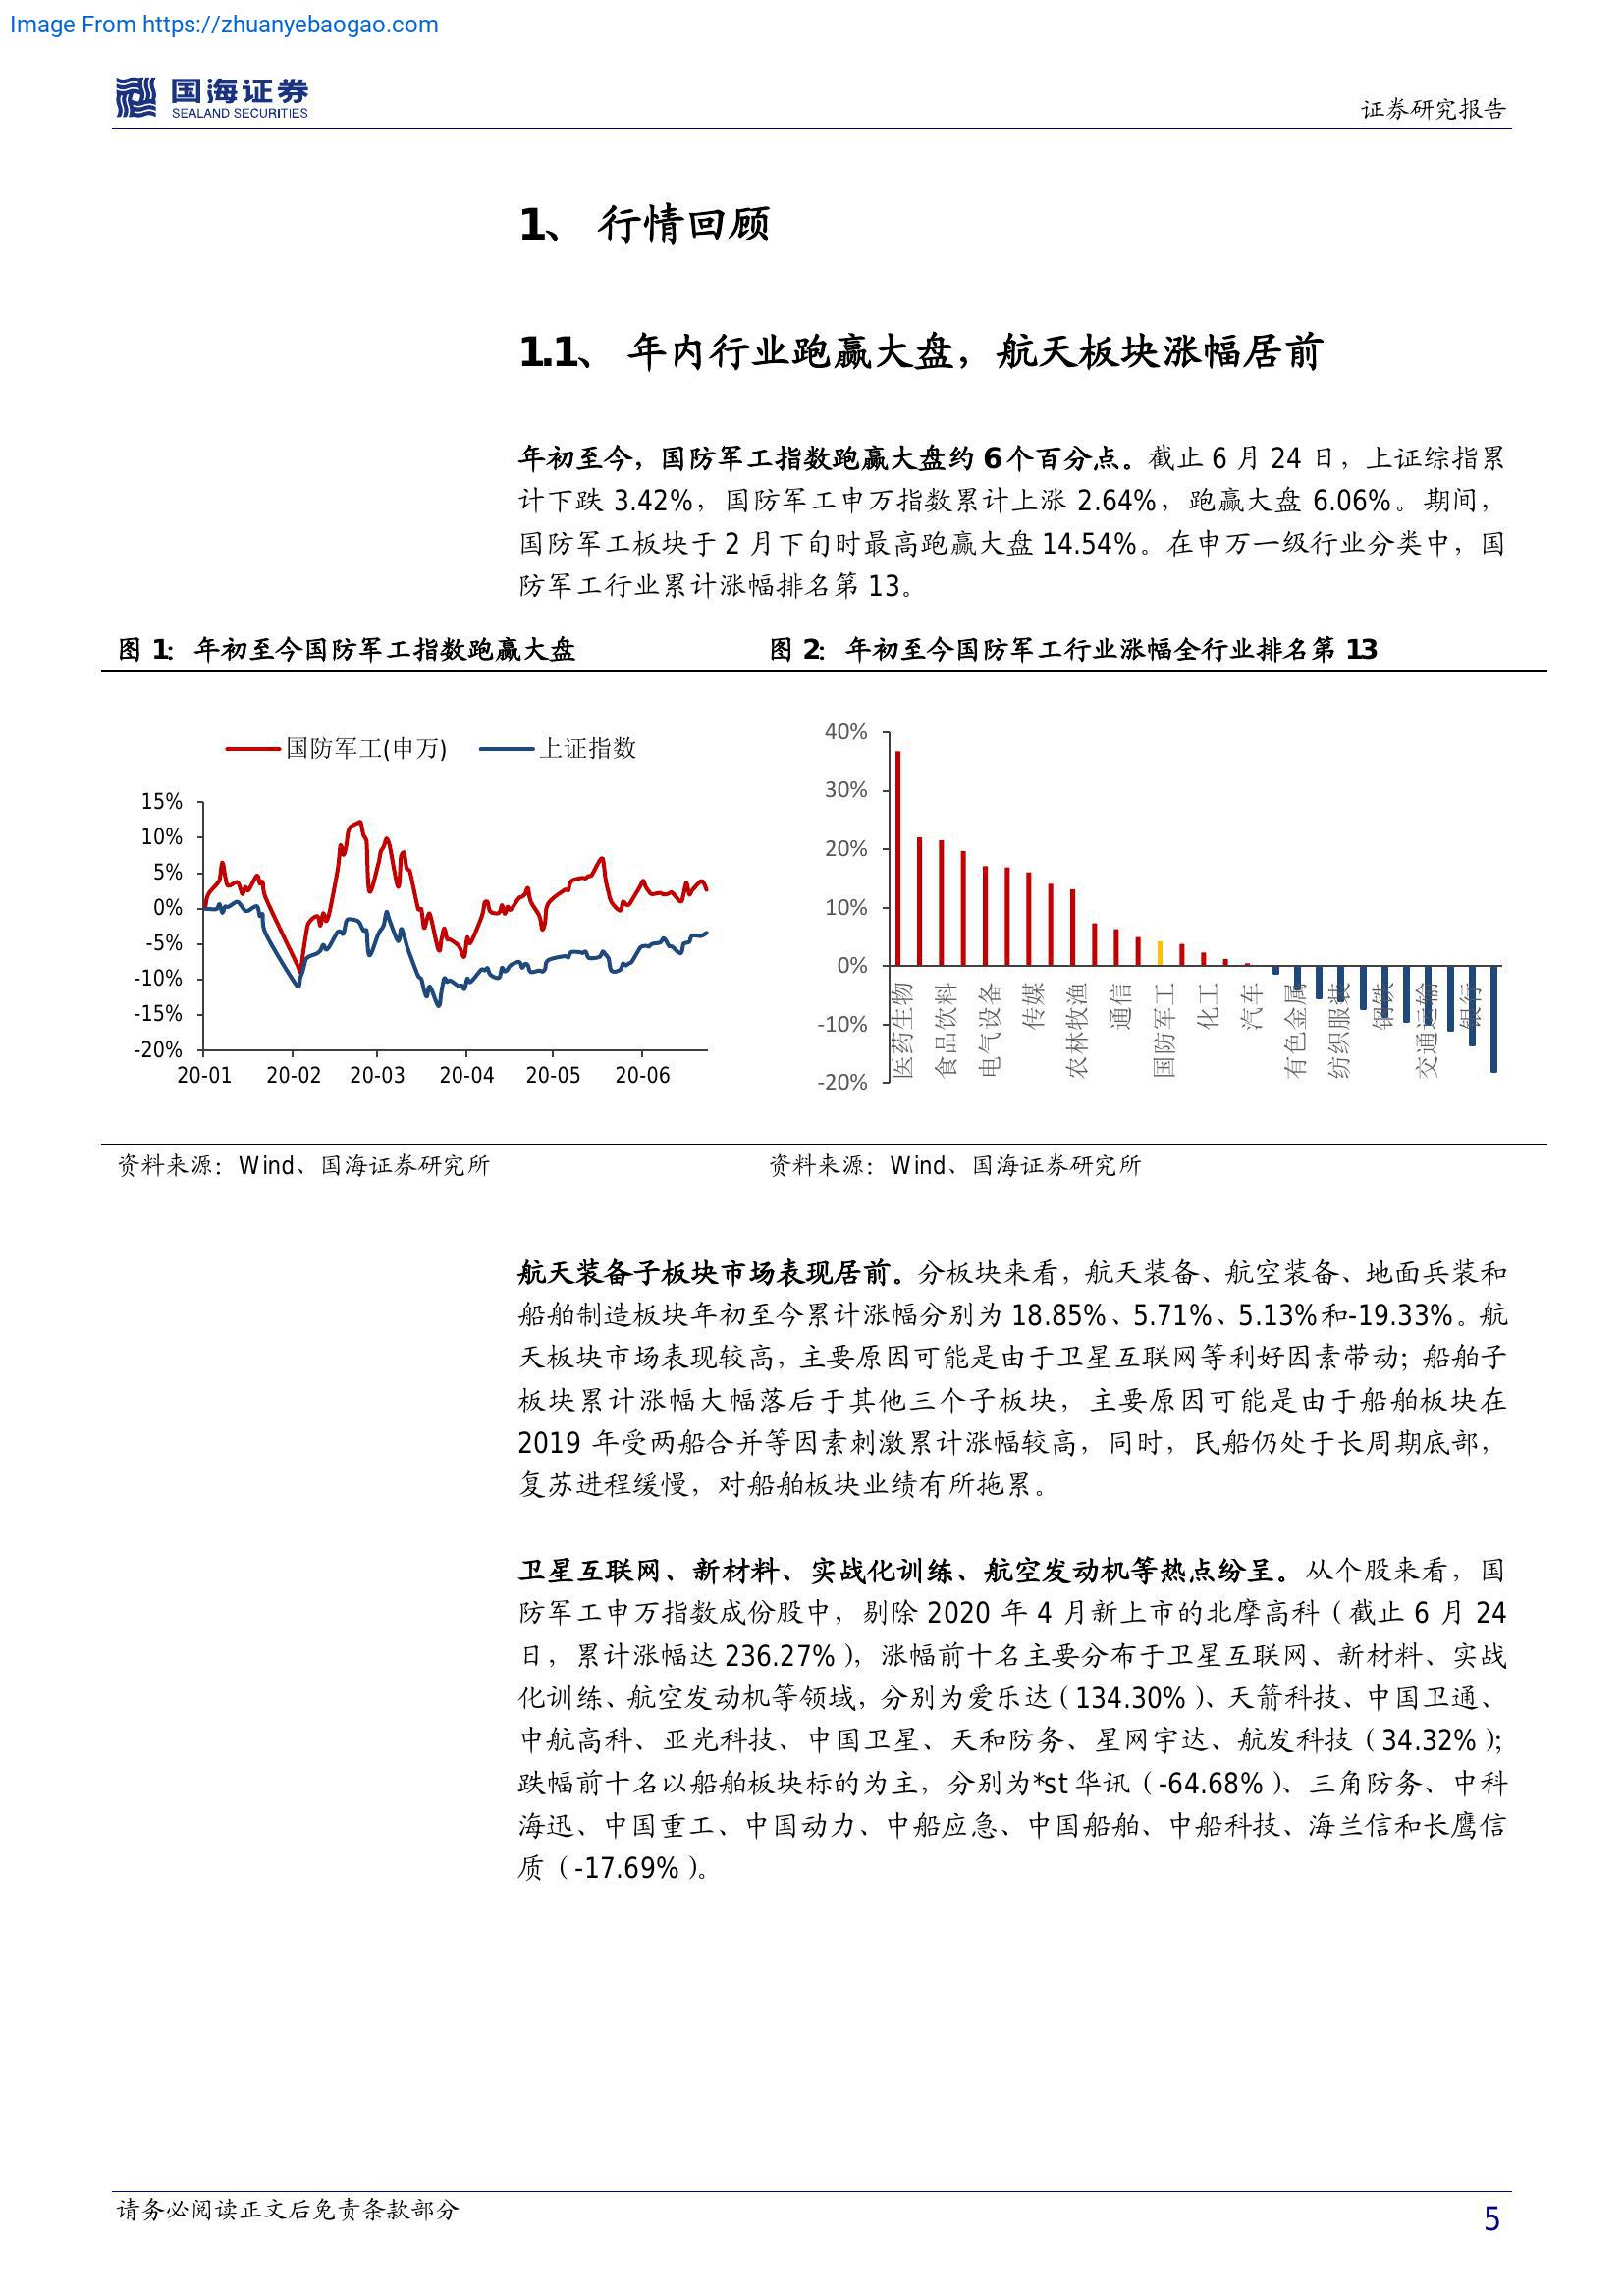 Image From https://zhuanyebaogao.com
国海证券
SEALAND SECURITIES
证券研究报告
1、 行情回顾
1.1、 年内行业跑赢大盘，航天板块涨幅居前
年初至今，国防军工指数跑赢大盘约 6 个百分点。截止 6 月 24 日，上证综指累
计下跌 3.42%，国防军工申万指数累计上涨 2.64%，跑赢大盘 6.06%。期间，
国防军工板块于 2 月下旬时最高跑赢大盘 14.54%。在申万一级行业分类中，国
防军工行业累计涨幅排名第 13。
图 1：年初至今国防军工指数跑赢大盘
图 2：年初至今国防军工行业涨幅全行业排名第 13
国防军工(申万) 上证指数
15%
10%
5%
0%
-5%
-10%
-15%
-20%
20-01 20-02 20-03 20-04 20-05 20-06
40%
30%
20%
10%
0%
-10%
-20%
医药生物
食品饮料
电气设备
传媒
农林牧渔
通信
国防军工
化工
汽车
有色金属
纺织服装
钢铁
交通运输
银行
资料来源：Wind、国海证券研究所
资料来源：Wind、国海证券研究所
航天装备子板块市场表现居前。分板块来看，航天装备、航空装备、地面兵装和
船舶制造板块年初至今累计涨幅分别为 18.85%、5.71%、5.13%和-19.33%。航
天板块市场表现较高，主要原因可能是由于卫星互联网等利好因素带动；船舶子
板块累计涨幅大幅落后于其他三个子板块，主要原因可能是由于船舶板块在
2019 年受两船合并等因素刺激累计涨幅较高，同时，民船仍处于长周期底部，
复苏进程缓慢，对船舶板块业绩有所拖累。
卫星互联网、新材料、实战化训练、航空发动机等热点纷呈。从个股来看，国
防军工申万指数成份股中，剔除 2020 年 4 月新上市的北摩高科（截止 6 月 24
日，累计涨幅达 236.27%），涨幅前十名主要分布于卫星互联网、新材料、实战
化训练、航空发动机等领域，分别为爱乐达（134.30%）、天箭科技、中国卫通、
中航高科、亚光科技、中国卫星、天和防务、星网宇达、航发科技（34.32%）；
跌幅前十名以船舶板块标的为主，分别为*st 华讯（-64.68%）、三角防务、中科
海迅、中国重工、中国动力、中船应急、中国船舶、中船科技、海兰信和长鹰信
质（-17.69%）。
请务必阅读正文后免责条款部分
5